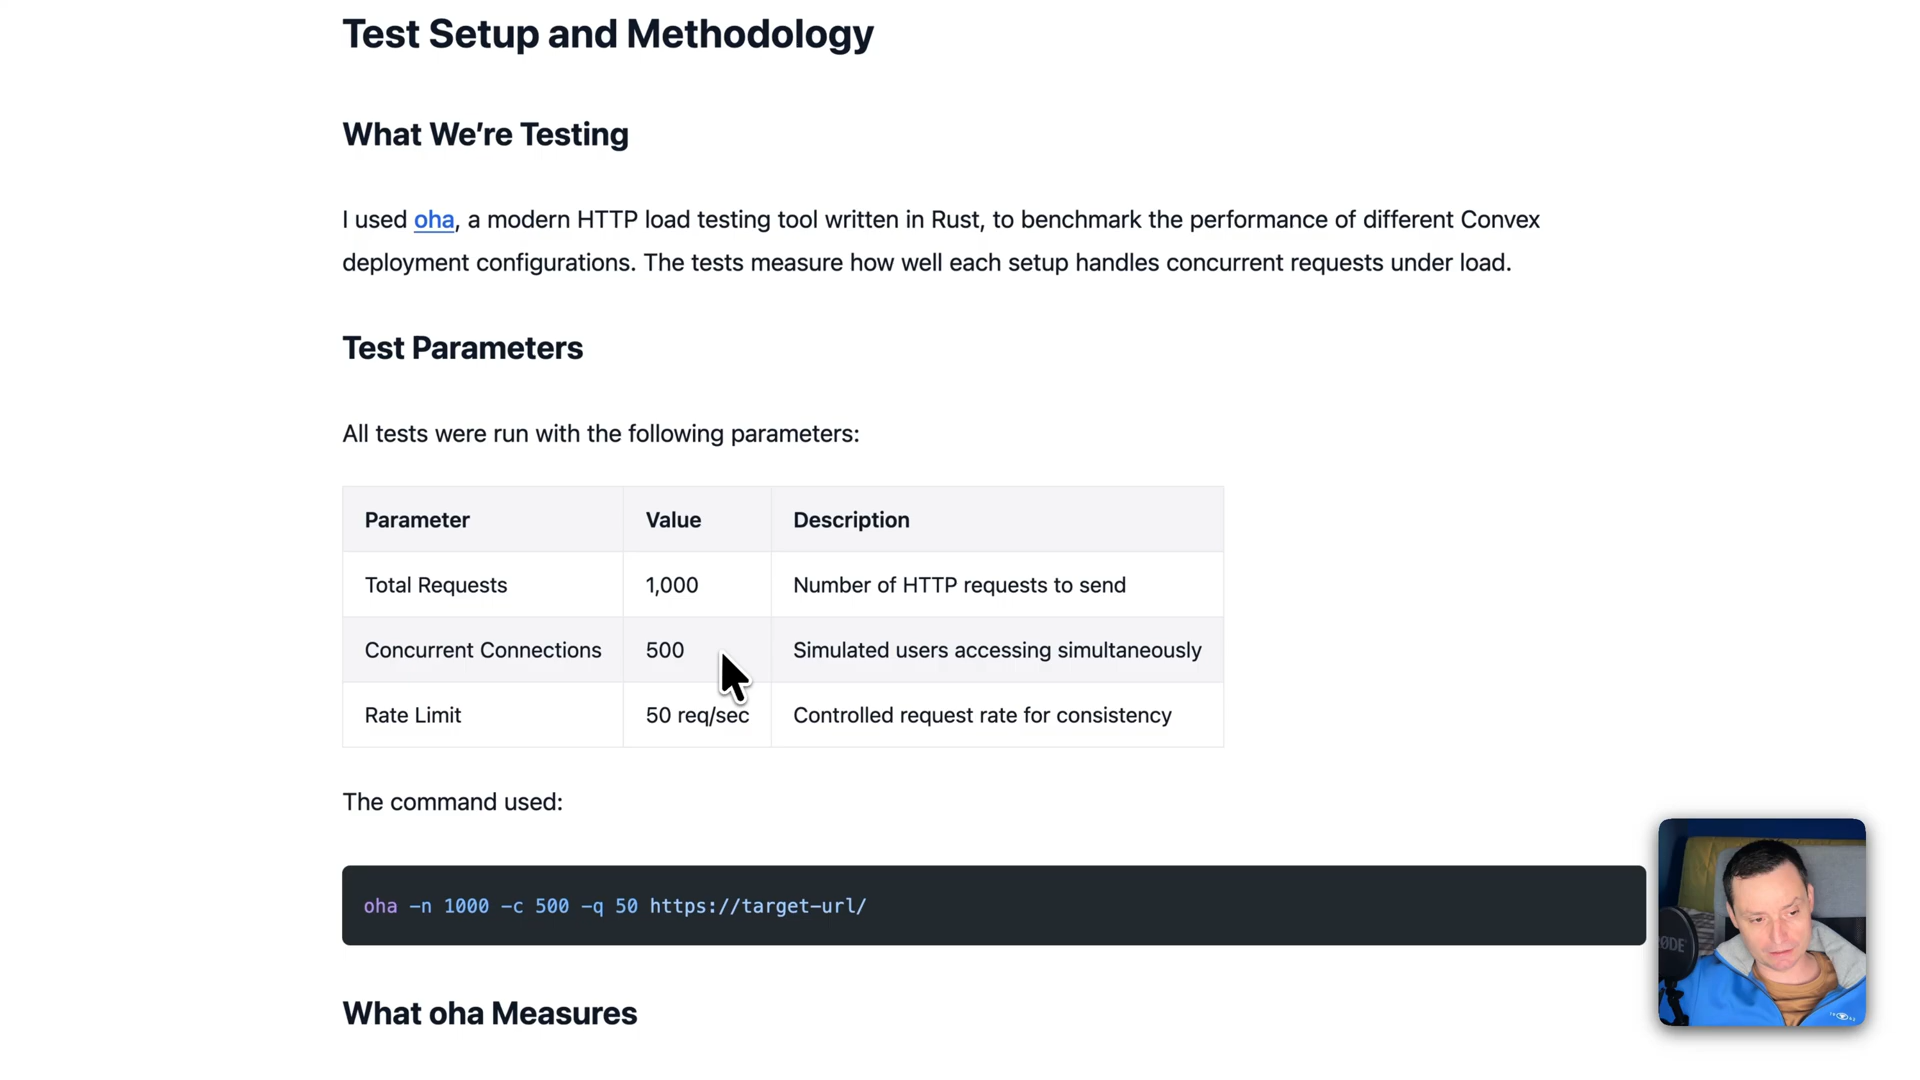 Test Setup and Methodology
What We're Testing
I used oha, a modern HTTP load testing tool written in Rust, to benchmark the performance of different Convex
deployment configurations. The tests measure how well each setup handles concurrent requests under load.
Test Parameters
All tests were run with the following parameters:
Parameter Value Description
Total Requests 1,000 Number of HTTP requests to send
Concurrent Connections 500 Simulated users accessing simultaneously
Rate Limit 50 req/sec Controlled request rate for consistency
The command used:
oha -n 1000 -c 500 -q 50 https://target-url/
RØDE
What oha Measures